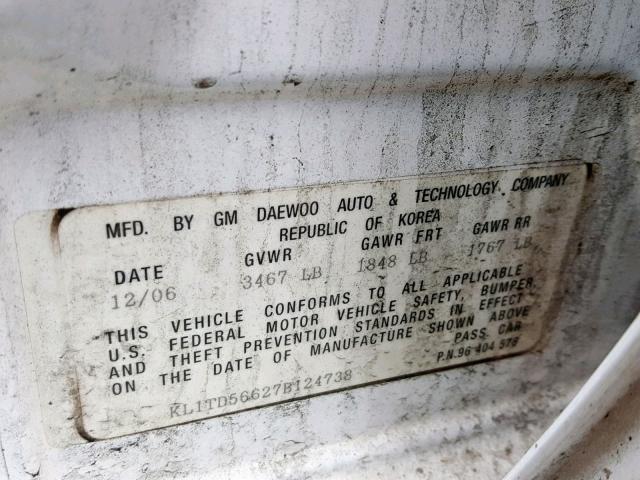 MFD. BY GM DAEWOO AUTO & TECHNOLOGY COMPANY
REPUBLIC OF KOREA
DATE GVWR GAWR FRT GAWR RR
12/06 3467 LB 1848 LB 1767 LB
THIS VEHICLE CONFORMS TO ALL APPLICABLE
U.S. FEDERAL MOTOR VEHICLE SAFETY, BUMPER,
AND THEFT PREVENTION STANDARDS IN EFFECT
ON THE DATE OF MANUFACTURE SHOWN ABOVE
PASS CAR
KL1TD56627B124738
P.N.96 404 578